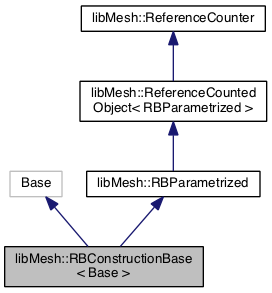 libMesh::ReferenceCounter
libMesh::ReferenceCounted
Object< RBParametrized >
Base
libMesh::RBParametrized
libMesh::RBConstructionBase
< Base >